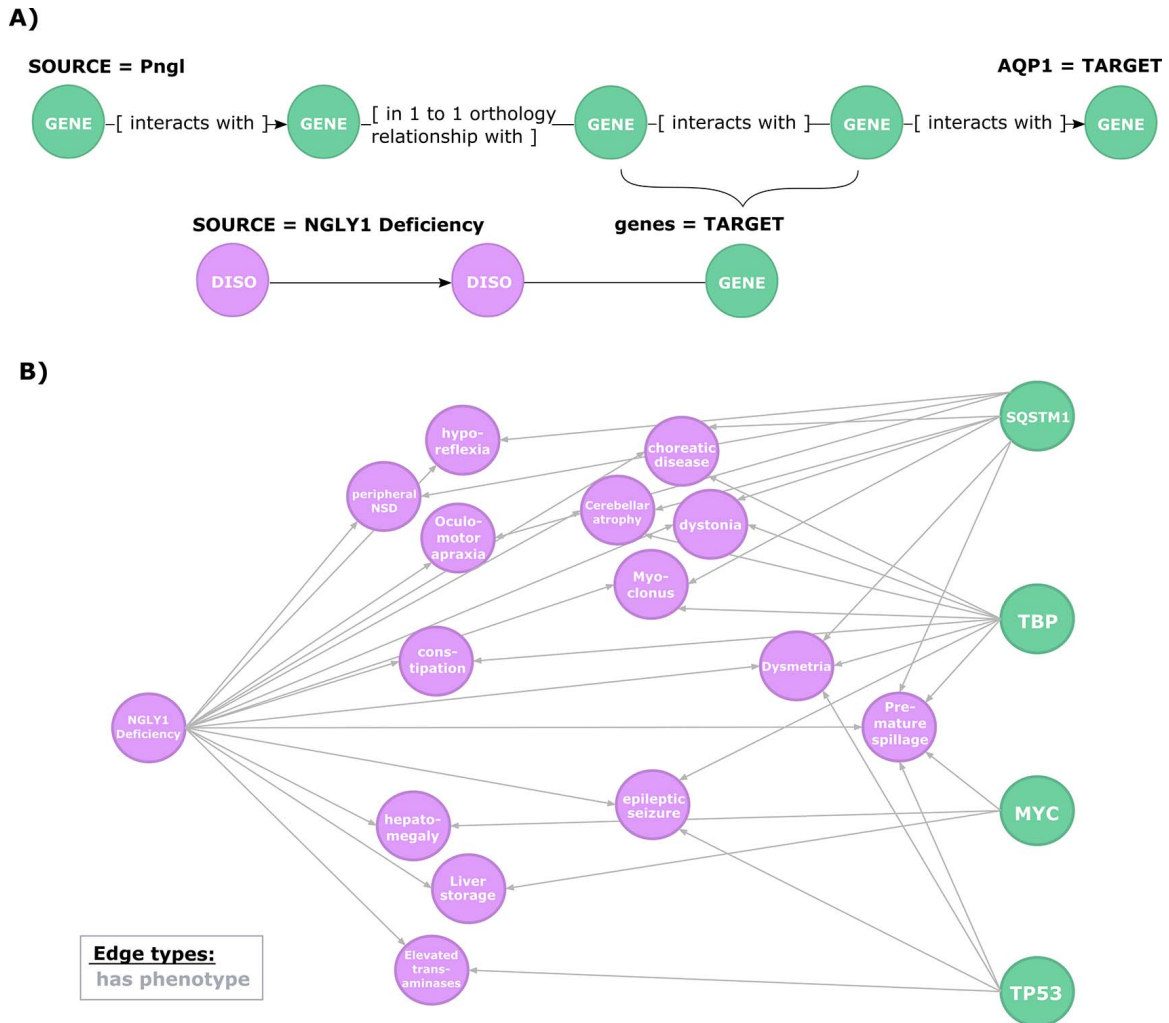 A)
SOURCE = Pngl
AQP1 = TARGET
GENE
[ interacts with ]
GENE
[ in 1 to 1 orthology
relationship with ]
GENE
[ interacts with ]
GENE
[ interacts with ]
GENE
SOURCE = NGLY1 Deficiency
genes = TARGET
DISO
DISO
GENE
B)
hypo-
reflexia
choreatic
disease
SQSTM1
peripheral
NSD
Oculo-
motor
apraxia
Cerebellar
atrophy
dystonia
Myo-
clonus
TBP
cons-
tipation
Dysmetria
NGLY1
Deficiency
Pre-
mature
spillage
hepato-
megaly
epileptic
seizure
MYC
Liver
storage
Elevated
trans-
aminases
TP53
Edge types:
has phenotype